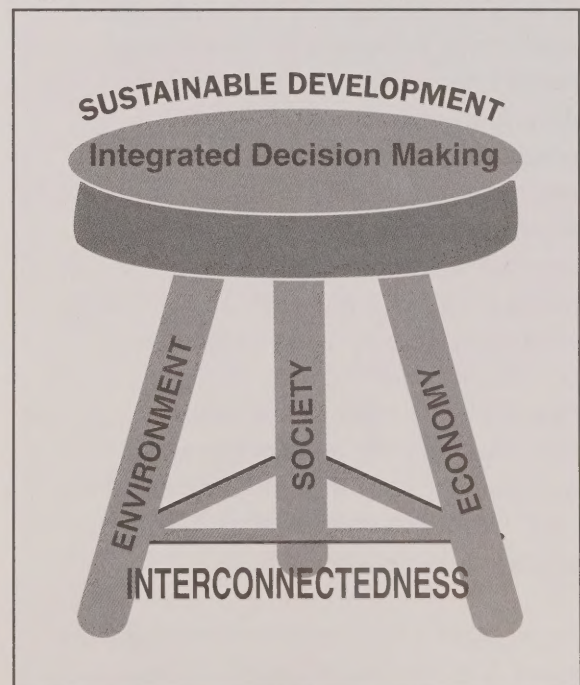 SUSTAINABLE DEVELOPMENT
Integrated Decision Making
ENVIRONMENT
SOCIETY
ECONOMY
INTERCONNECTEDNESS